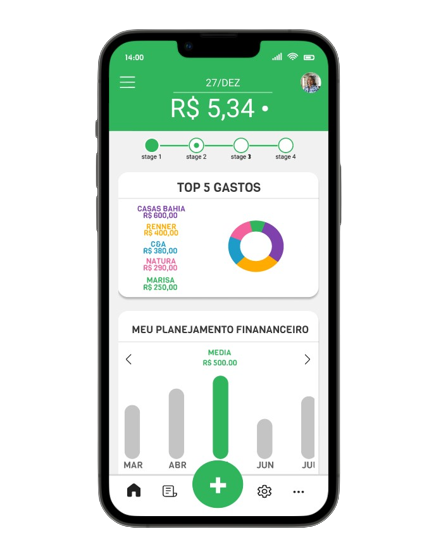 14:00
27/DEZ
R$ 5,34
stage 1 stage 2 stage 3 stage 4
TOP 5 GASTOS
CASAS BAHIA
R$ 600,00
RENNER
R$ 400,00
C&A
R$ 380,00
NATURA
R$ 290,00
MARISA
R$ 250,00
MEU PLANEJAMENTO FINANANCEIRO
MEDIA
R$ 500.00
MAR ABR JUN JUI